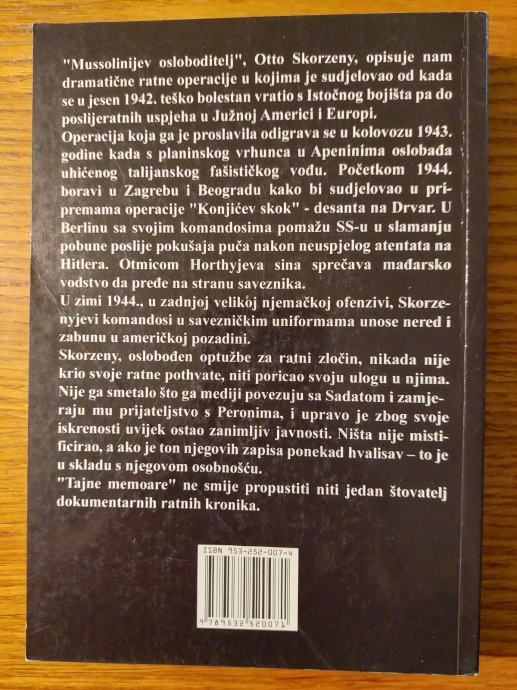 "Mussolinijev osloboditelj", Otto Skorzeny, opisuje nam
dramatične ratne operacije u kojima je sudjelovao od kada
se u jesen 1942. teško bolestan vratio s Istočnog bojišta pa do
poslijeratnih uspjeha u Južnoj Americi i Europi.
Operacija koja ga je proslavila odigrava se u kolovozu 1943.
godine kada s planinskog vrhunca u Apeninima oslobađa
uhićenog talijanskog fašističkog vođu. Početkom 1944.
boravi u Zagrebu i Beogradu kako bi sudjelovao u pri-
premama operacije "Konjićev skok" - desanta na Drvar. U
Berlinu sa svojim komandosima pomažu SS-u u slamanju
pobune poslije pokušaja puča nakon neuspjelog atentata na
Hitlera. Otmicom Horthyjeva sina sprečava mađarsko
vodstvo da pređe na stranu saveznika.
U zimi 1944., u zadnjoj velikoj njemačkoj ofenzivi, Skorze-
nyjevi komandosi u savezničkim uniformama unose nered i
zabunu u američkoj pozadini.
Skorzeny, oslobođen optužbe za ratni zločin, nikada nije
krio svoje ratne pothvate, niti poricao svoju ulogu u njima.
Nije ga smetalo što ga mediji povezuju sa Sadatom i zamje-
raju mu prijateljstvo s Peronima, i upravo je zbog svoje
iskrenosti uvijek ostao zanimljiv javnosti. Ništa nije misti-
ficirao, a ako je ton njegovih zapisa ponekad hvalisav – to je
u skladu s njegovom osobnošću.
"Tajne memoare" ne smije propustiti niti jedan štovatelj
dokumentarnih ratnih kronika.
ISBN 953-252-007-4
9 789532 520071